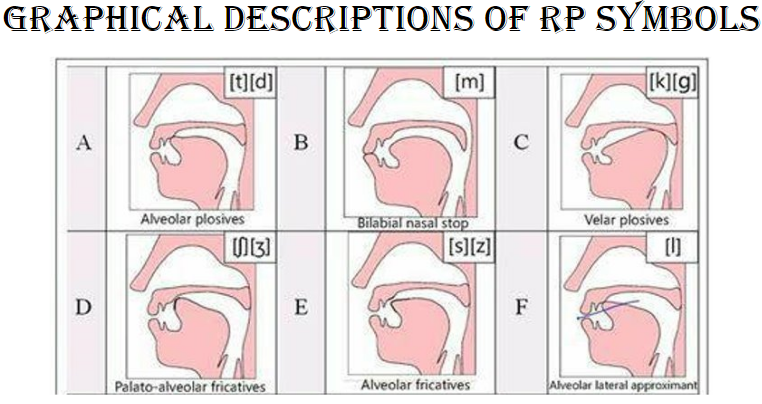 GRAPHICAL DESCRIPTIONS OF RP SYMBOLS
A
[t][d]
Alveolar plosives
B
[m]
Bilabial nasal stop
C
[k][g]
Velar plosives
D
[ʃ][ʒ]
Palato-alveolar fricatives
E
[s][z]
Alveolar fricatives
F
[l]
Alveolar lateral approximant